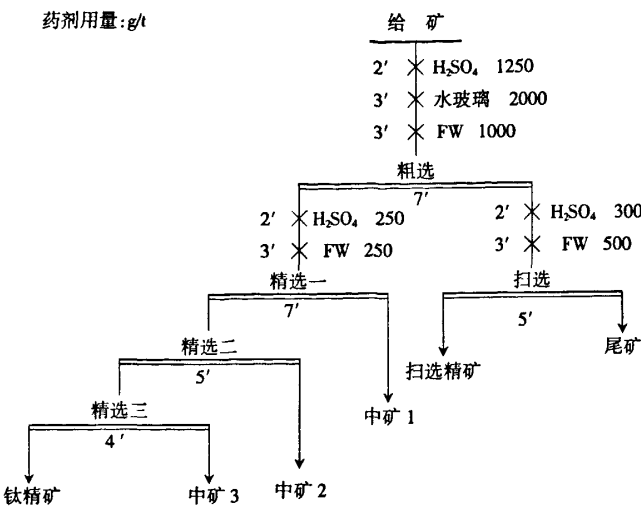 药剂用量:g/t
给 矿
2′ H₂SO₄ 1250
3′ 水玻璃 2000
3′ FW 1000
粗选
7′
2′ H₂SO₄ 250
2′ H₂SO₄ 300
3′ FW 250
3′ FW 500
精选一
扫选
7′
5′
精选二
尾矿
5′
扫选精矿
精选三
中矿 1
4′
钛精矿
中矿 3
中矿 2